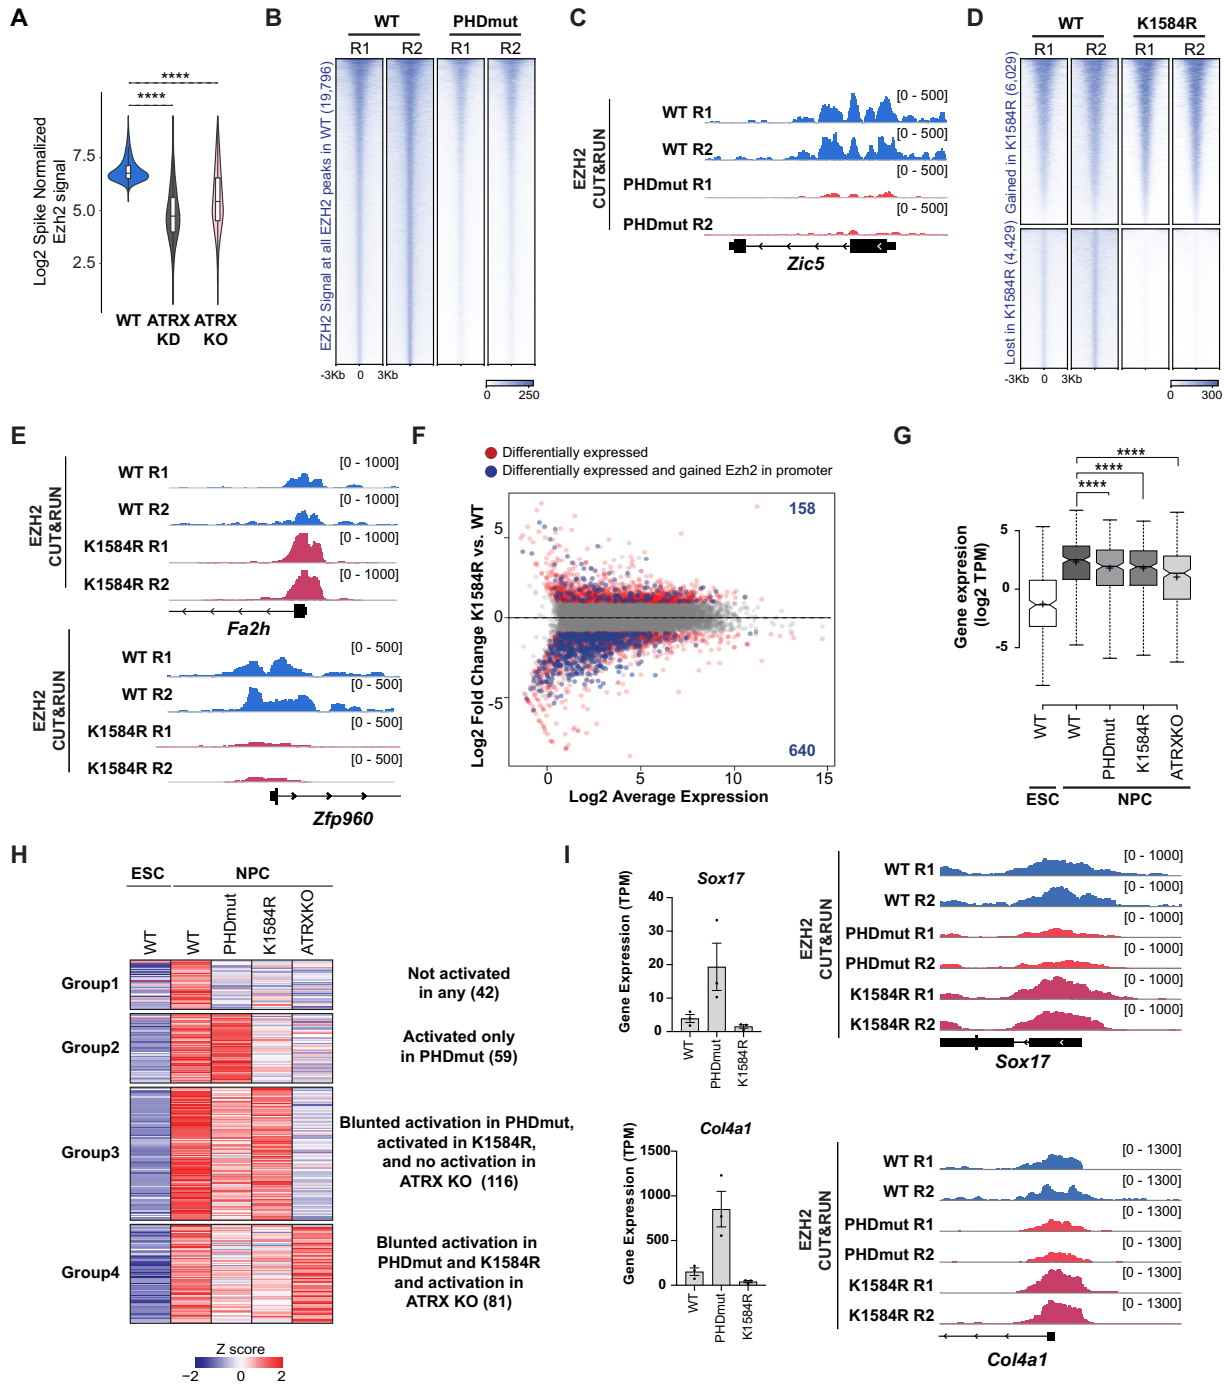 A
Log2 Spike Normalized
Ezh2 signal
7.5
5.0
2.5
****
****
WT
ATRX
KD
ATRX
KO
B
WT
PHDmut
R1
R2
R1
R2
EZH2 Signal at all EZH2 peaks in WT (19,796)
-3Kb
0
3Kb
0
250
C
EZH2
CUT&RUN
WT R1
[0 - 500]
WT R2
[0 - 500]
PHDmut R1
[0 - 500]
PHDmut R2
[0 - 500]
Zic5
D
WT
K1584R
R1
R2
R1
R2
Gained in K1584R (6,029)
Lost in K1584R (4,429)
-3Kb
0
3Kb
0
300
E
EZH2
CUT&RUN
WT R1
[0 - 1000]
WT R2
[0 - 1000]
K1584R R1
[0 - 1000]
K1584R R2
[0 - 1000]
Fa2h
EZH2
CUT&RUN
WT R1
[0 - 500]
WT R2
[0 - 500]
K1584R R1
[0 - 500]
K1584R R2
[0 - 500]
Zfp960
F
Differentially expressed
Differentially expressed and gained Ezh2 in promoter
Log2 Fold Change K1584R vs. WT
5
0
-5
158
640
0
5
10
15
Log2 Average Expression
G
Gene expression
(log2 TPM)
10
5
0
-5
****
****
****
WT
WT
PHDmut
K1584R
ATRXKO
ESC
NPC
H
ESC
NPC
WT
WT
PHDmut
K1584R
ATRXKO
Group1
Not activated
in any (42)
Group2
Activated only
in PHDmut (59)
Group3
Blunted activation in PHDmut,
activated in K1584R,
and no activation in
ATRX KO (116)
Group4
Blunted activation in
PHDmut and K1584R
and activation in
ATRX KO (81)
Z score
−2
0
2
I
Sox17
Gene Expression (TPM)
40
30
20
10
0
WT
PHDmut
K1584R
EZH2
CUT&RUN
WT R1
[0 - 1000]
WT R2
[0 - 1000]
PHDmut R1
[0 - 1000]
PHDmut R2
[0 - 1000]
K1584R R1
[0 - 1000]
K1584R R2
[0 - 1000]
Sox17
Col4a1
Gene Expression (TPM)
1500
1000
500
0
WT
PHDmut
K1584R
EZH2
CUT&RUN
WT R1
[0 - 1300]
WT R2
[0 - 1300]
PHDmut R1
[0 - 1300]
PHDmut R2
[0 - 1300]
K1584R R1
[0 - 1300]
K1584R R2
[0 - 1300]
Col4a1